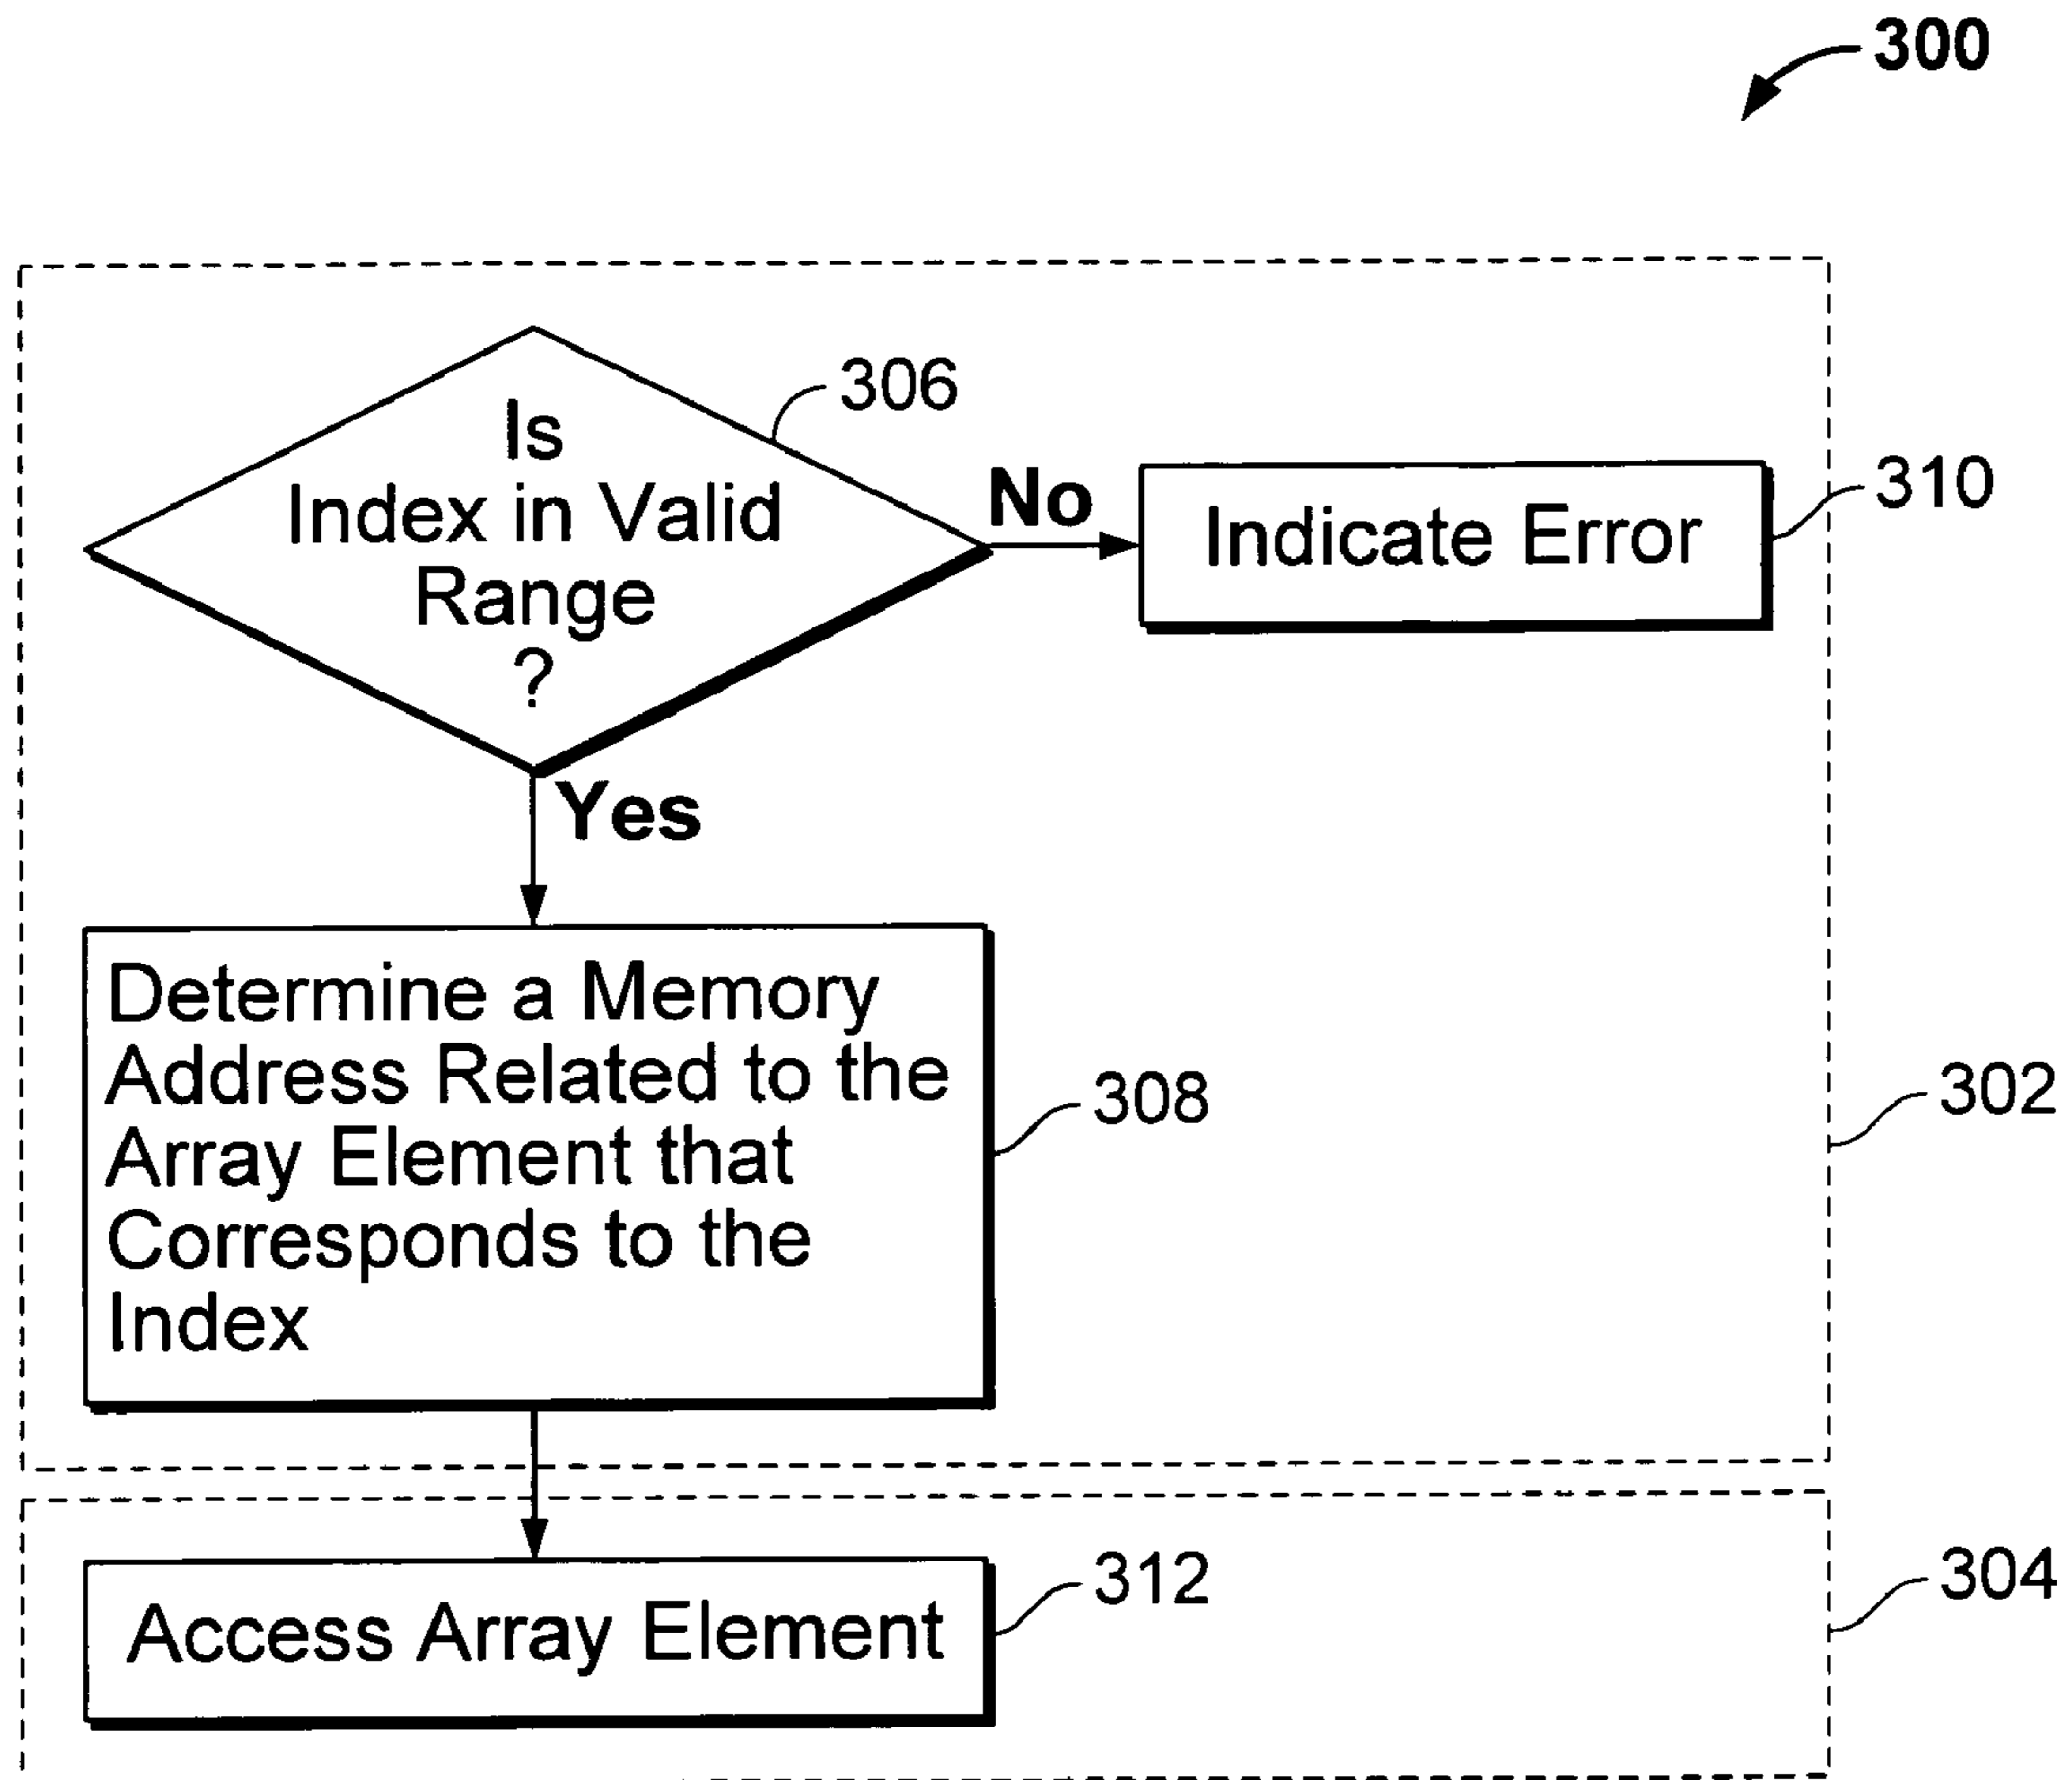 300
Is
Index in Valid
Range
?
306
No
Indicate Error
310
Yes
Determine a Memory
Address Related to the
Array Element that
Corresponds to the
Index
308
302
Access Array Element
312
304